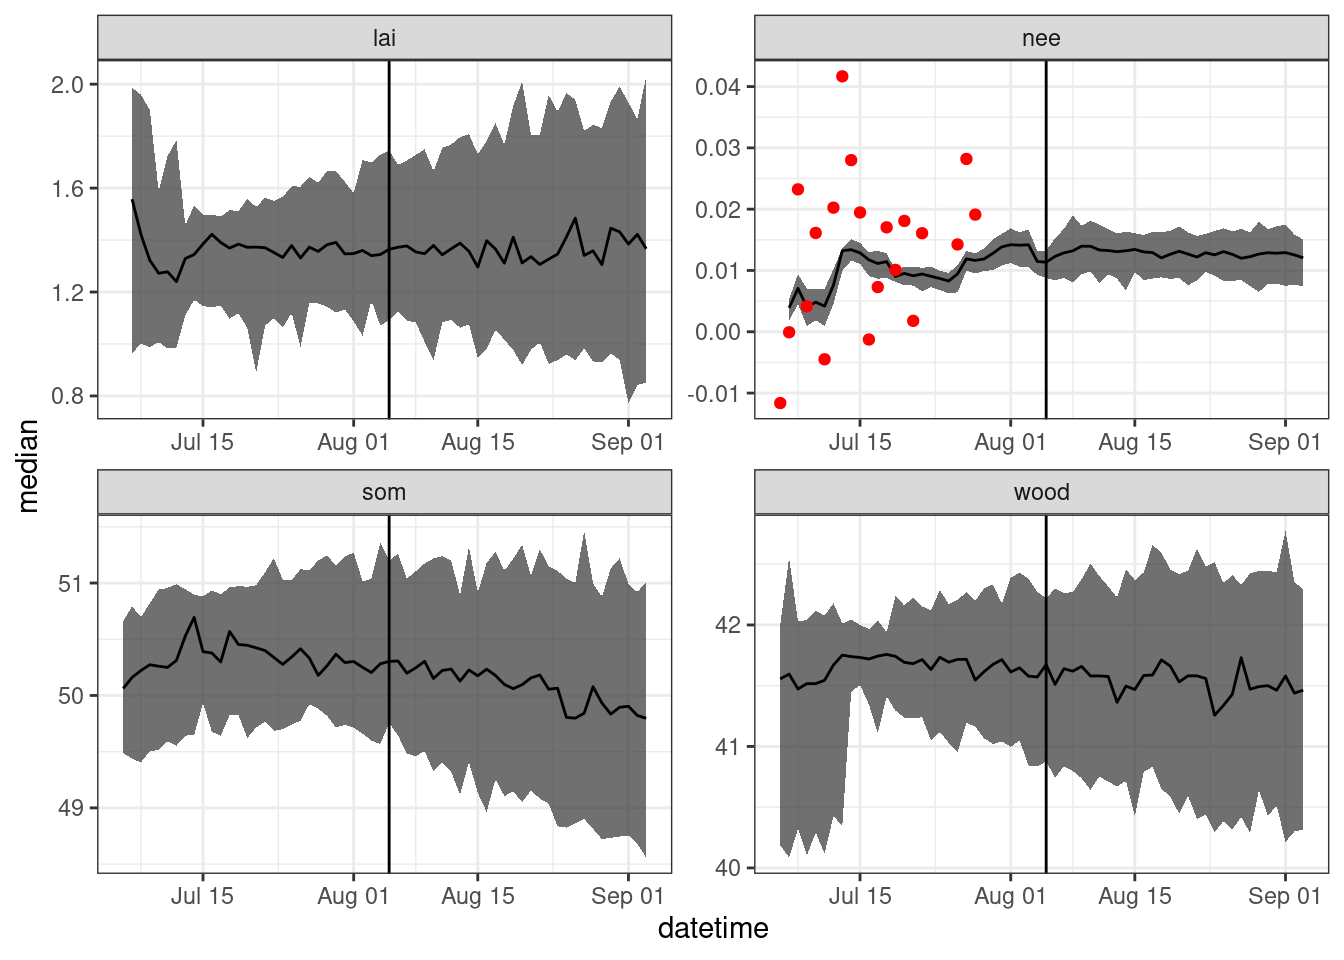 lai
nee
2.0
1.6
1.2
0.8
0.04
0.03
0.02
0.01
0.00
-0.01
Jul 15 Aug 01 Aug 15 Sep 01
Jul 15 Aug 01 Aug 15 Sep 01
median
som
wood
51
50
49
42
41
40
Jul 15 Aug 01 Aug 15 Sep 01
Jul 15 Aug 01 Aug 15 Sep 01
datetime